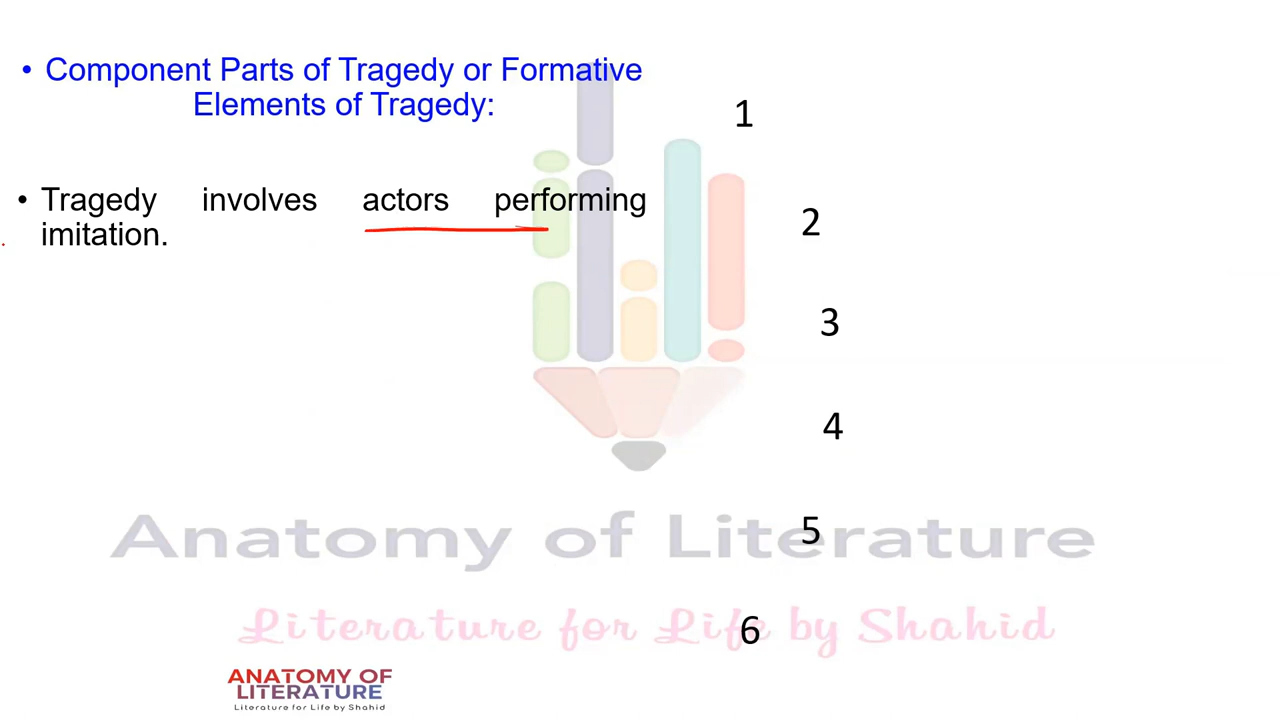 • Component Parts of Tragedy or Formative
Elements of Tragedy:
• Tragedy involves actors performing
imitation.
1
2
3
4
5
6
Anatomy of Literature
Literature for Life by Shahid
ANATOMY OF
LITERATURE
Literature for Life by Shahid